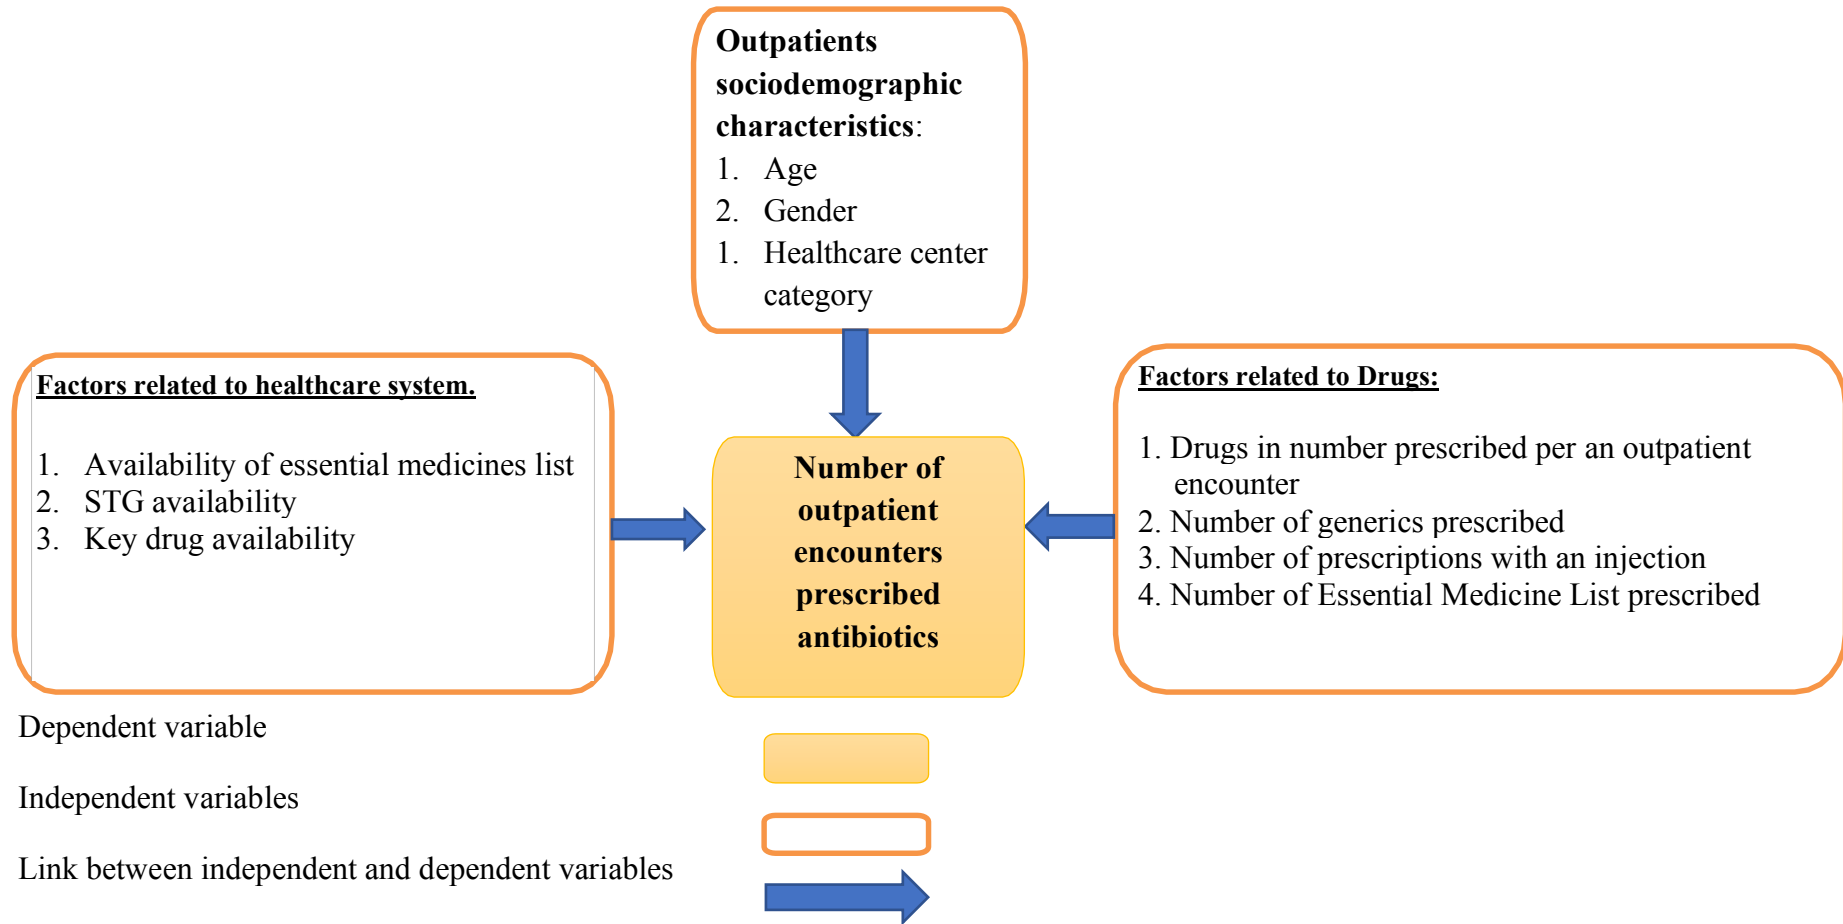 Outpatients
sociodemographic
characteristics:
1. Age
2. Gender
1. Healthcare center
category
Factors related to healthcare system.
1. Availability of essential medicines list
2. STG availability
3. Key drug availability
Number of
outpatient
encounters
prescribed
antibiotics
Factors related to Drugs:
1. Drugs in number prescribed per an outpatient
encounter
2. Number of generics prescribed
3. Number of prescriptions with an injection
4. Number of Essential Medicine List prescribed
Dependent variable
Independent variables
Link between independent and dependent variables